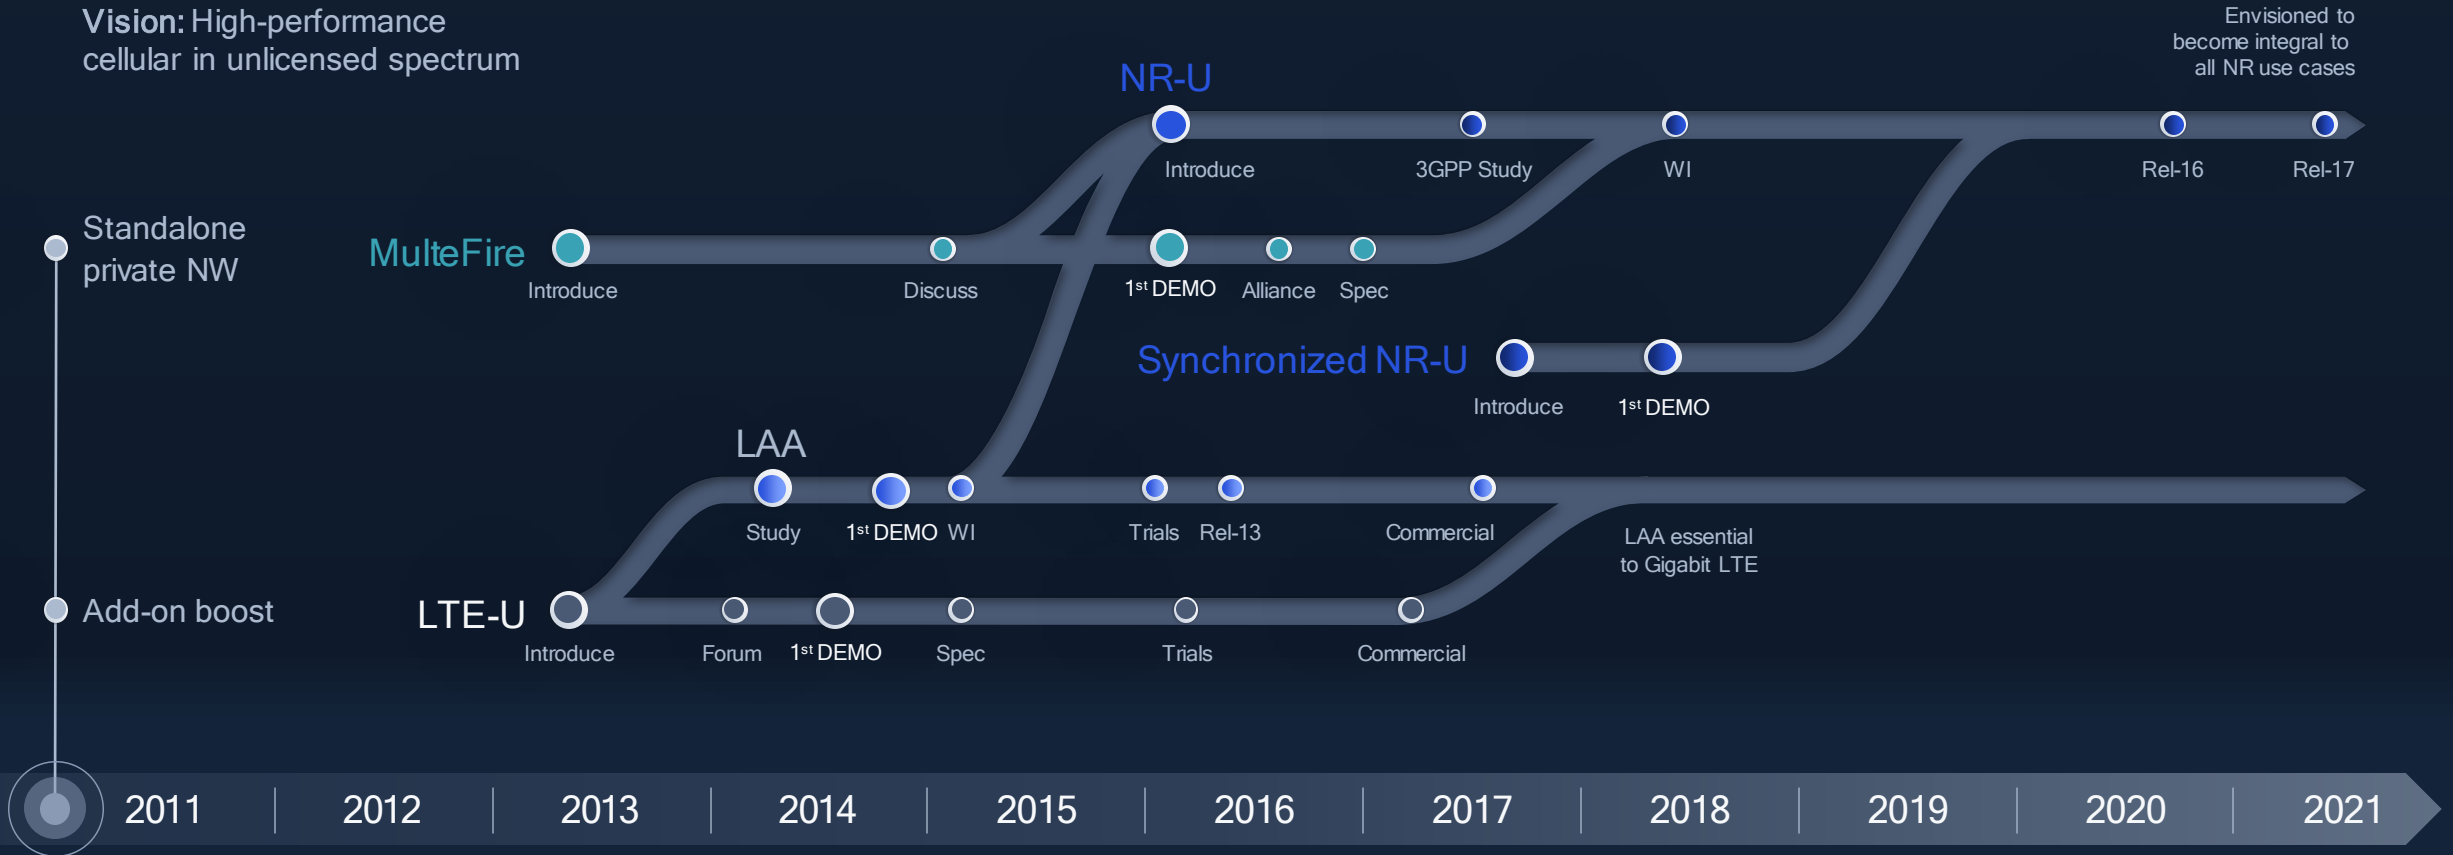 Vision: High-performance
cellular in unlicensed spectrum
Envisioned to
become integral to
all NR use cases
NR-U
Introduce
3GPP Study
WI
Rel-16
Rel-17
Standalone
private NW
MulteFire
Introduce
Discuss
1st DEMO
Alliance
Spec
Synchronized NR-U
Introduce
1st DEMO
LAA
Study
1st DEMO
WI
Trials
Rel-13
Commercial
LAA essential
to Gigabit LTE
Add-on boost
LTE-U
Introduce
Forum
1st DEMO
Spec
Trials
Commercial
2011
2012
2013
2014
2015
2016
2017
2018
2019
2020
2021